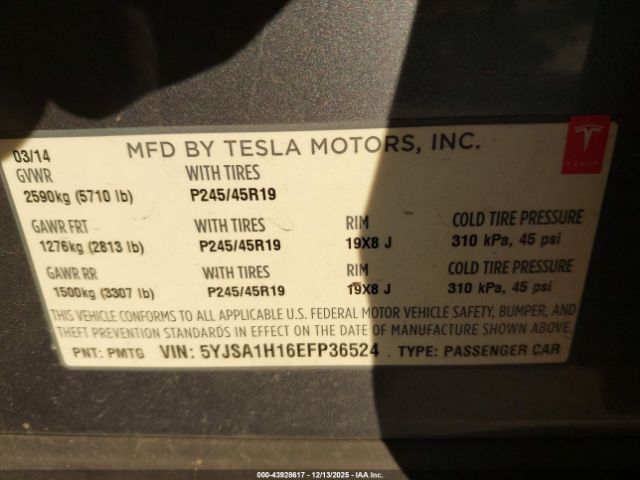 03/14 MFD BY TESLA MOTORS, INC.
TESLA
GVWR WITH TIRES
2590kg (5710 lb) P245/45R19
GAWR FRT WITH TIRES RIM COLD TIRE PRESSURE
1276kg (2813 lb) P245/45R19 19X8 J 310 kPa, 45 psi
GAWR RR WITH TIRES RIM COLD TIRE PRESSURE
1500kg (3307 lb) P245/45R19 19X8 J 310 kPa, 45 psi
THIS VEHICLE CONFORMS TO ALL APPLICABLE U.S. FEDERAL MOTOR VEHICLE SAFETY, BUMPER, AND
THEFT PREVENTION STANDARDS IN EFFECT ON THE DATE OF MANUFACTURE SHOWN ABOVE.
PNT: PMTG VIN: 5YJSA1H16EFP36524 TYPE: PASSENGER CAR
000-43928617 - 12/13/2025 - IAA Inc.